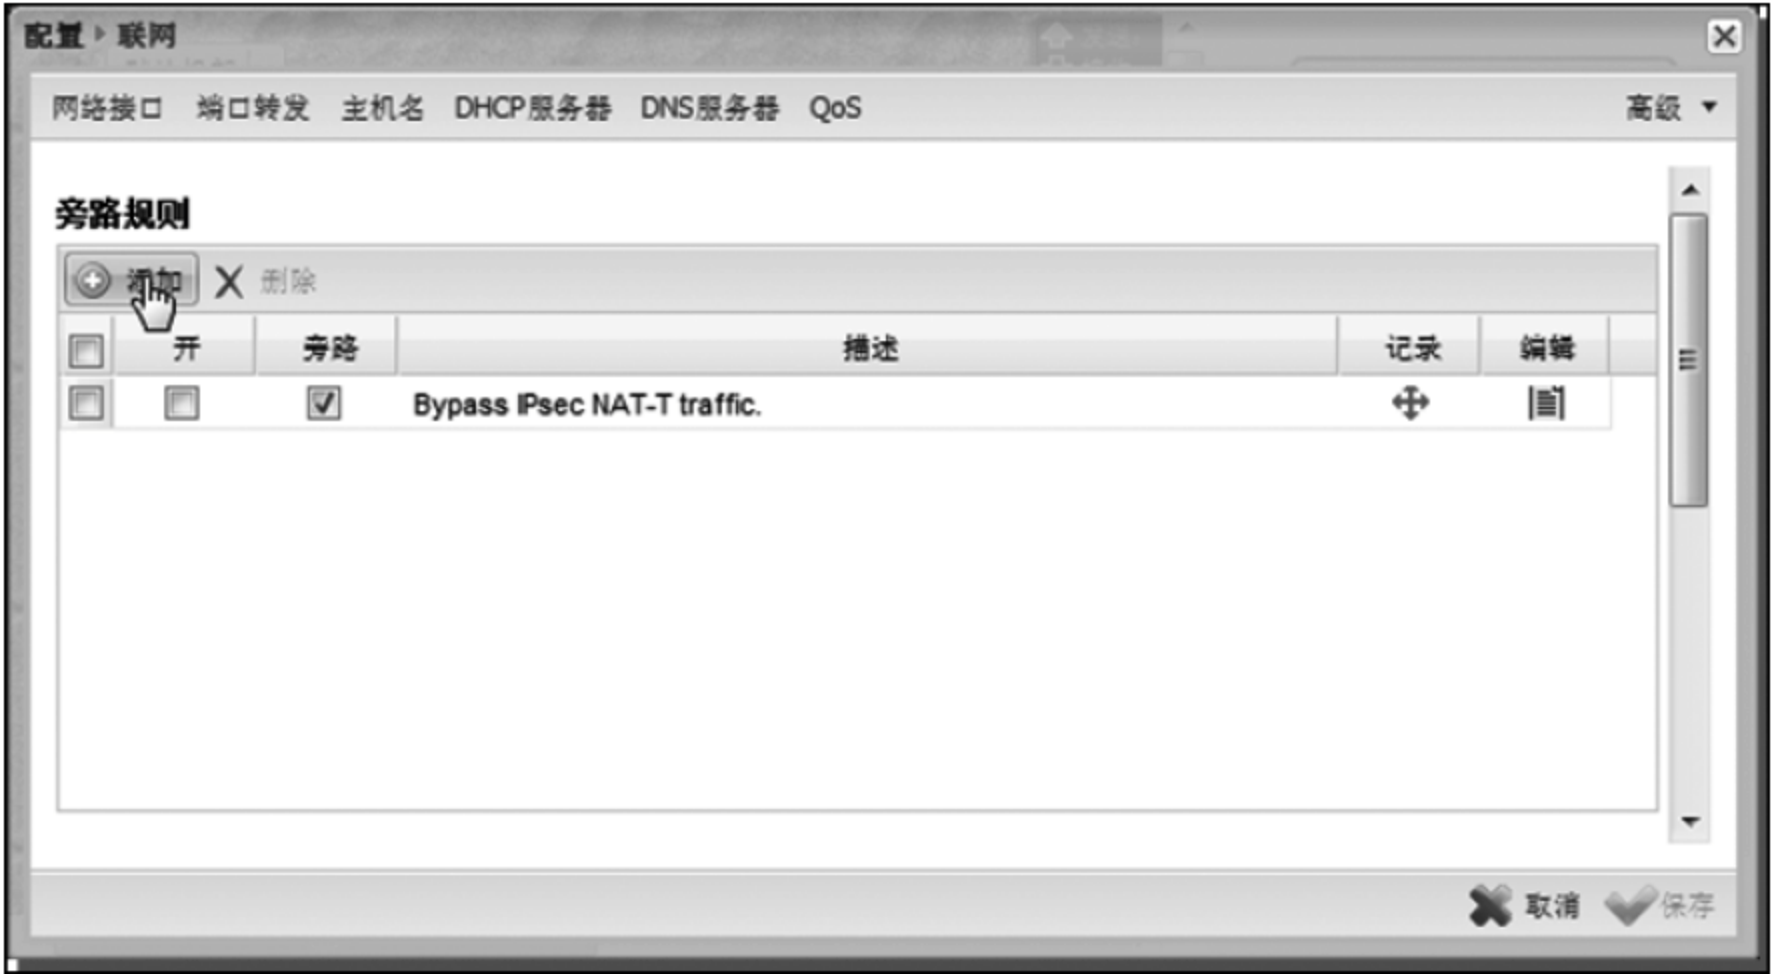 配置 联网
网络接口 端口转发 主机名 DHCP服务器 DNS服务器 QoS 高级
旁路规则
添加 删除
开 旁路 描述 记录 编辑
Bypass IPsec NAT-T traffic.
取消 保存